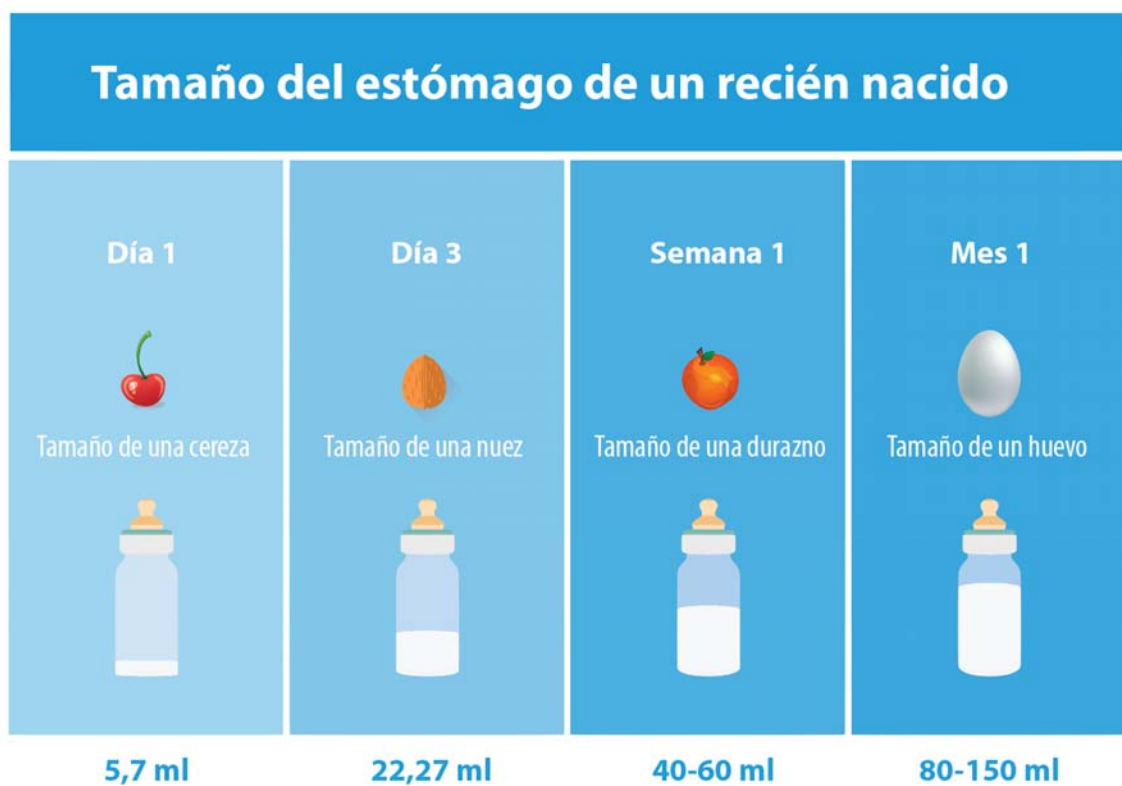 Tamaño del estómago de un recién nacido
Día 1
Tamaño de una cereza
5,7 ml
Día 3
Tamaño de una nuez
22,27 ml
Semana 1
Tamaño de una durazno
40-60 ml
Mes 1
Tamaño de un huevo
80-150 ml